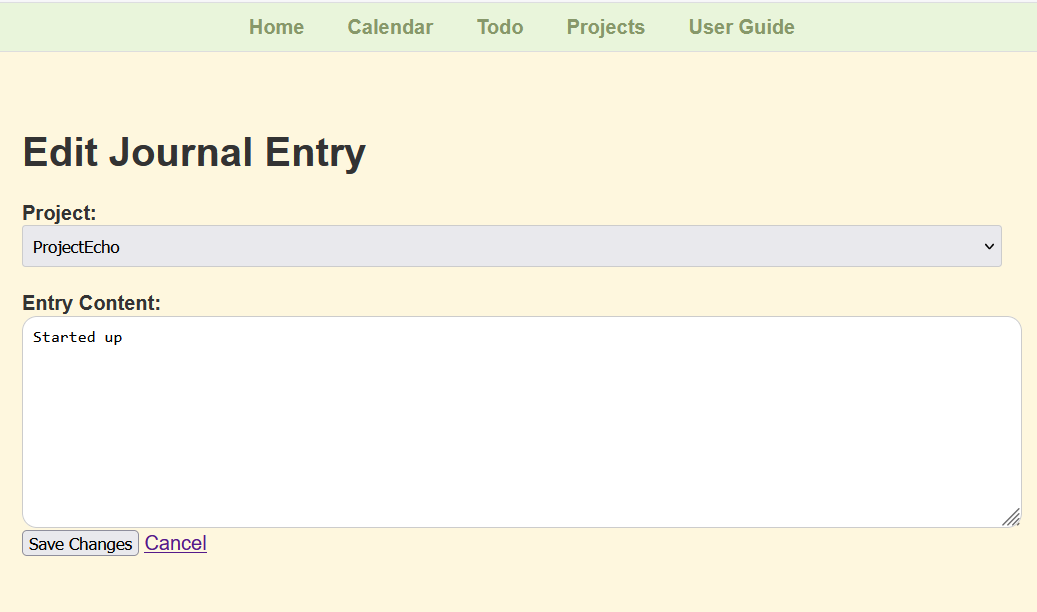 Home Calendar Todo Projects User Guide
Edit Journal Entry
Project:
ProjectEcho
Entry Content:
Started up
Save Changes Cancel